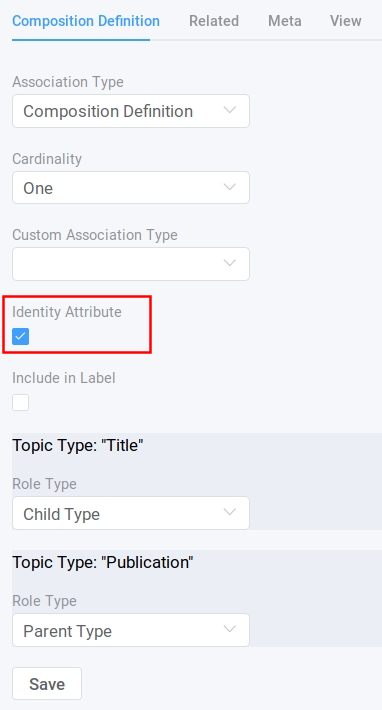 Composition Definition Related Meta View
Association Type
Composition Definition
Cardinality
One
Custom Association Type
Identity Attribute
Include in Label
Topic Type: "Title"
Role Type
Child Type
Topic Type: "Publication"
Role Type
Parent Type
Save